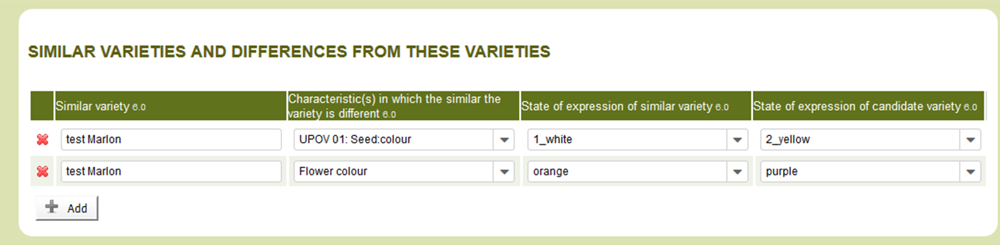 SIMILAR VARIETIES AND DIFFERENCES FROM THESE VARIETIES
Similar variety 6.0
Characteristic(s) in which the similar the
variety is different 6.0
State of expression of similar variety 6.0
State of expression of candidate variety 6.0
test Marlon
UPOV 01: Seed:colour
1_white
2_yellow
test Marlon
Flower colour
orange
purple
Add